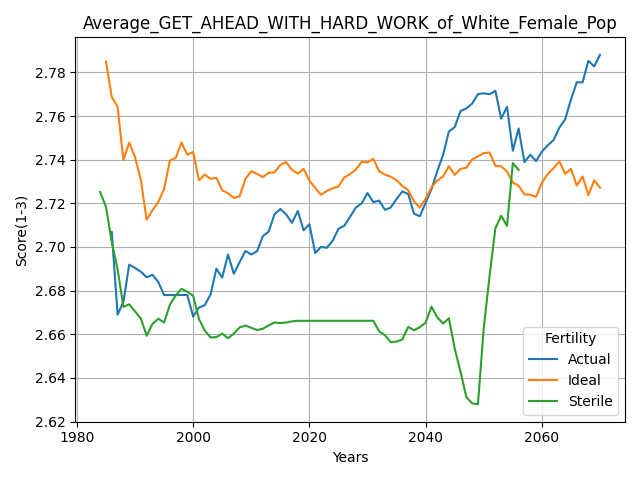 Average_GET_AHEAD_WITH_HARD_WORK_of_White_Female_Pop
Score(1-3)
2.78
2.76
2.74
2.72
2.70
2.68
2.66
2.64
2.62
1980 2000 2020 2040 2060
Years
Fertility
Actual
Ideal
Sterile